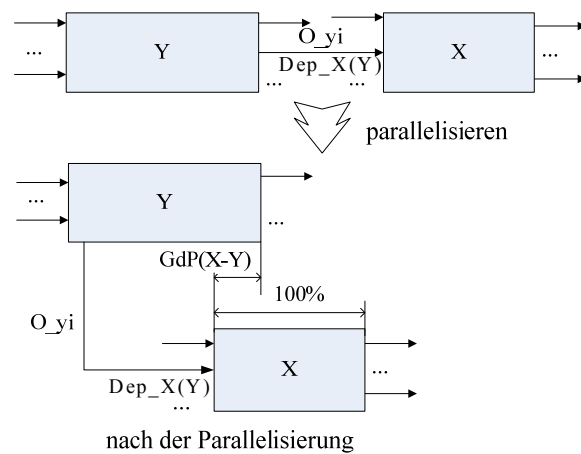 O_yi
... Y X ...
Dep_X(Y)
... ...
parallelisieren
... Y
...
GdP(X-Y)
100%
O_yi
X ...
Dep_X(Y)
...
nach der Parallelisierung